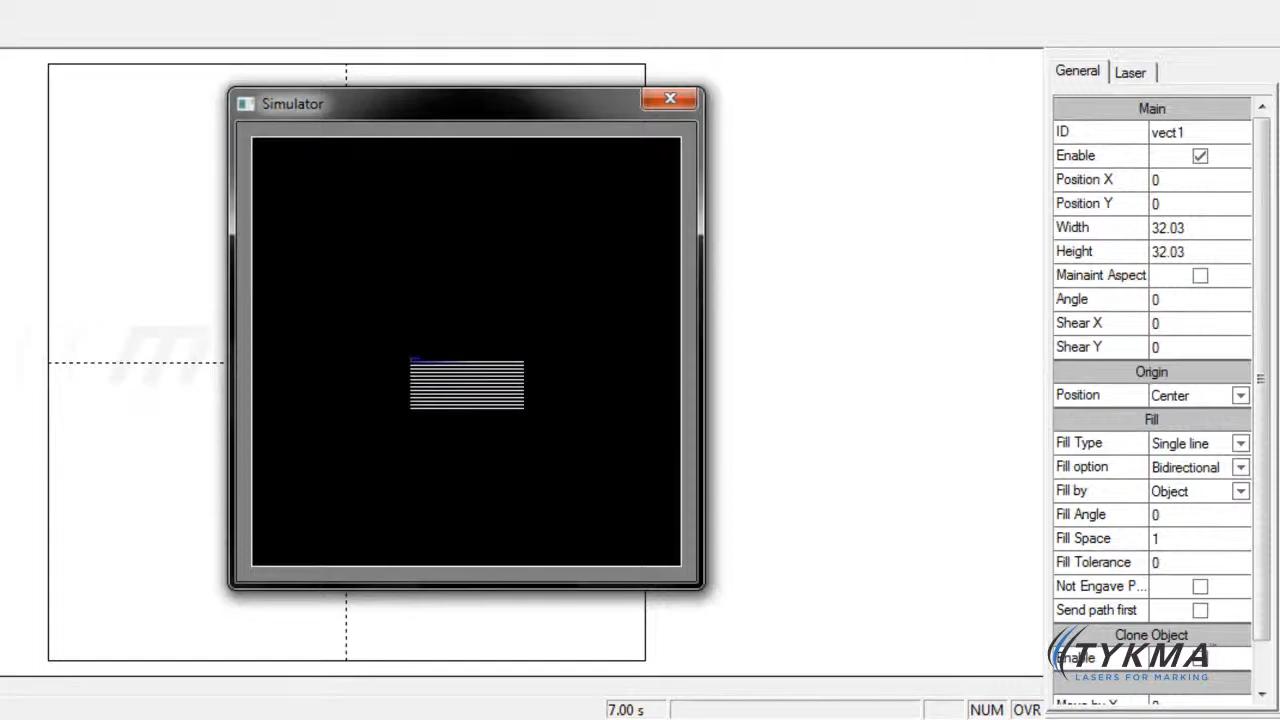 Simulator
General
Laser
Main
ID vect1
Enable
Position X 0
Position Y 0
Width 32.03
Height 32.03
Mainaint Aspect
Angle 0
Shear X 0
Shear Y 0
Origin
Position Center
Fill
Fill Type Single line
Fill option Bidirectional
Fill by Object
Fill Angle 0
Fill Space 1
Fill Tolerance 0
Not Engave P...
Send path first
Clone Object
Enable
TYKMA
LASERS FOR MARKING
Move by X
7.00 s
NUM
OVR